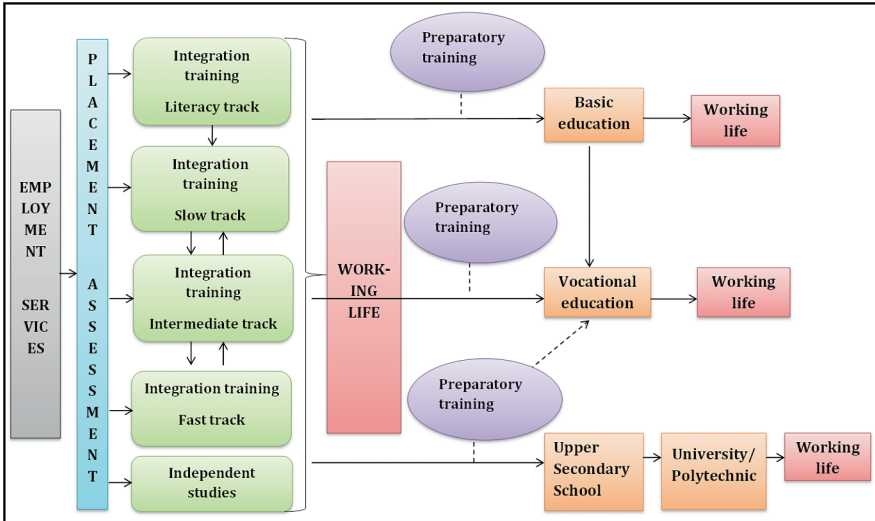 EMP
LOY
ME
NT
SER
VIC
ES
P
L
A
C
E
M
E
N
T
A
S
S
E
S
S
M
E
N
T
Integration
training
Literacy track
Integration
training
Slow track
Integration
training
Intermediate track
Integration training
Fast track
Independent
studies
WORK-
ING
LIFE
Preparatory
training
Basic
education
Working
life
Preparatory
training
Vocational
education
Working
life
Preparatory
training
Upper
Secondary
School
University/
Polytechnic
Working
life